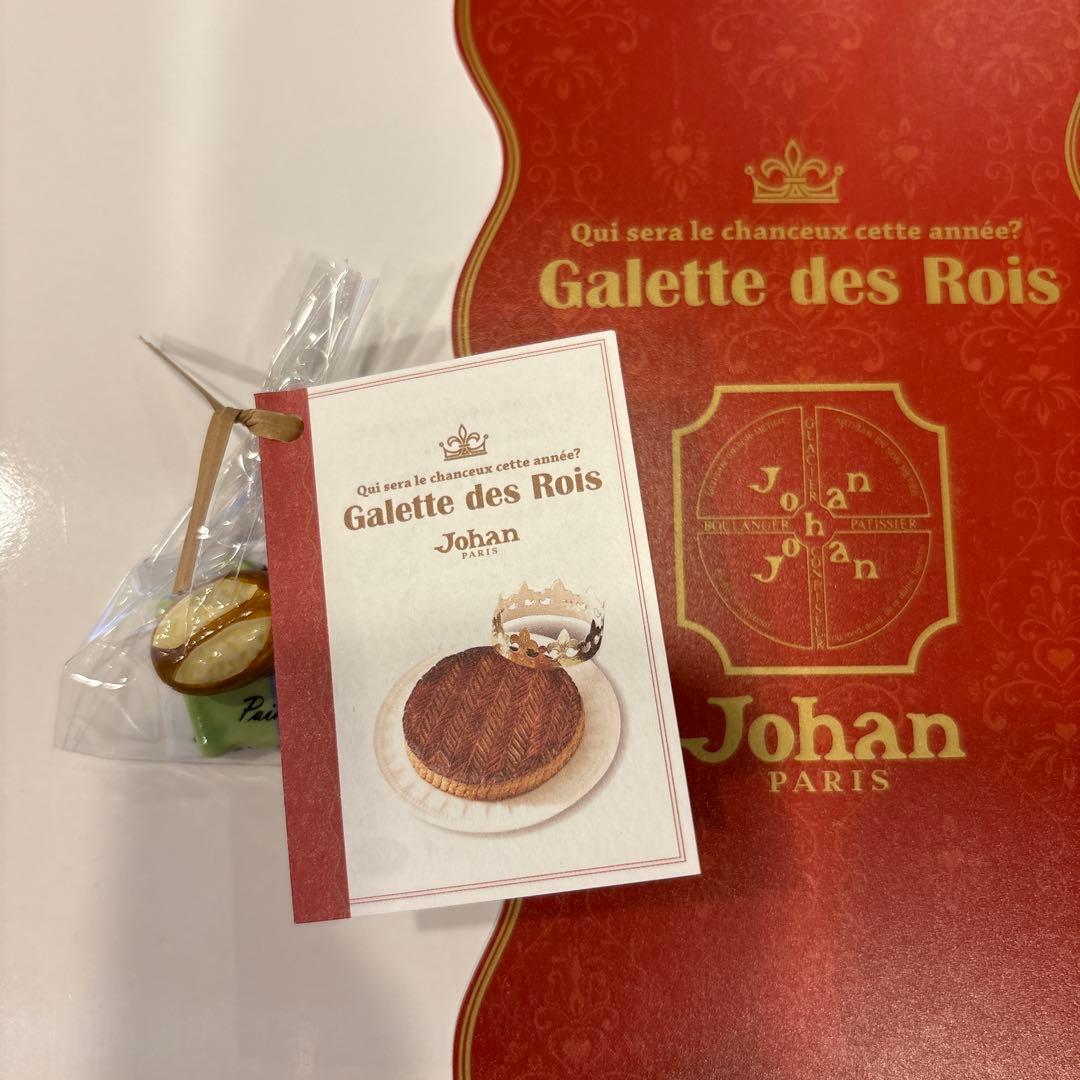 Qui sera le chanceux cette année?
Galette des Rois
Johan
Johan
BOULANGER
PATISSIER
GLACIER
Johan
PARIS
Qui sera le chanceux cette année?
Galette des Rois
Johan
PARIS